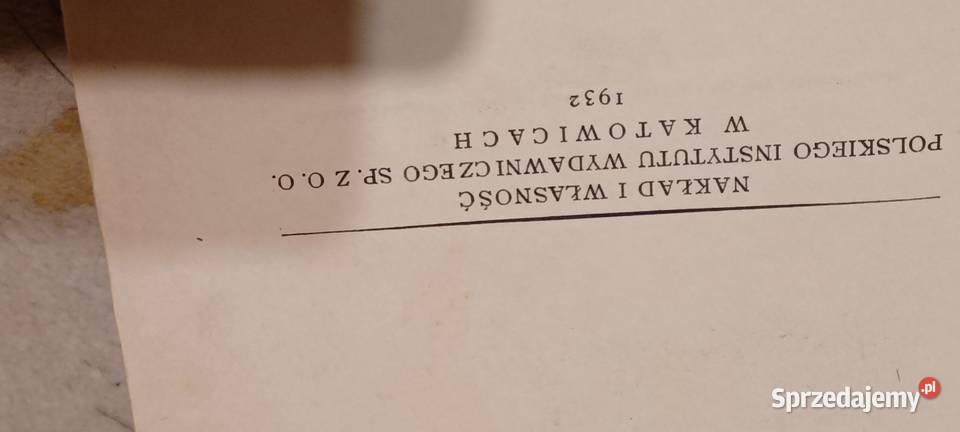 NAKŁAD I WŁASNOŚĆ
POLSKIEGO INSTYTUTU WYDAWNICZEGO SP. Z O. O.
W KATOWICACH
1932
Sprzedajemy.pl